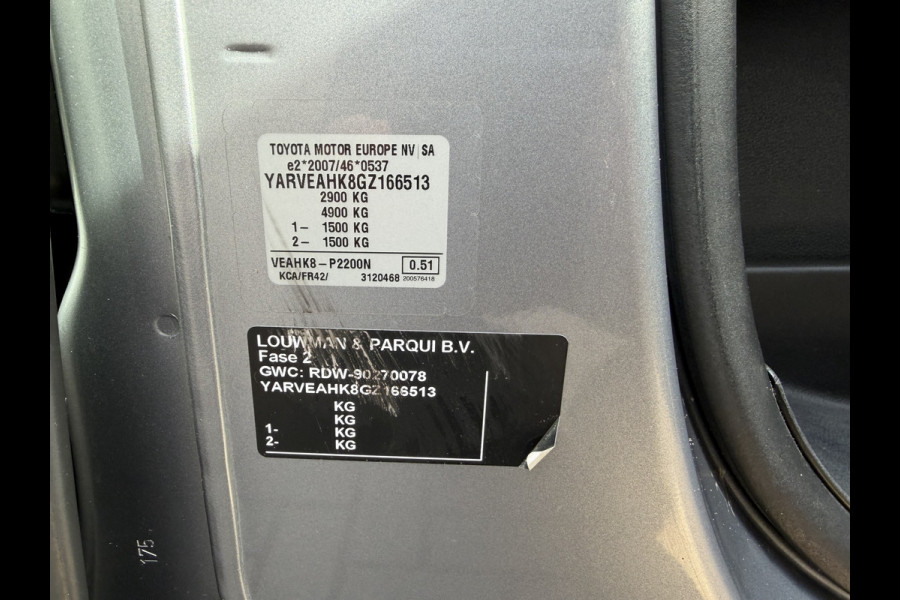 TOYOTA MOTOR EUROPE NV SA
e2*2007/46*0537
YARVEAHK8GZ166513
2900 KG
4900 KG
1– 1500 KG
2– 1500 KG
VEAHK8–P2200N 0.51
KCA/FR42/ 3120468 200576418
LOUWMAN & PARQUI B.V.
Fase 2
GWC: RDW-90270078
YARVEAHK8GZ166513
KG
KG
1- KG
2- KG
175